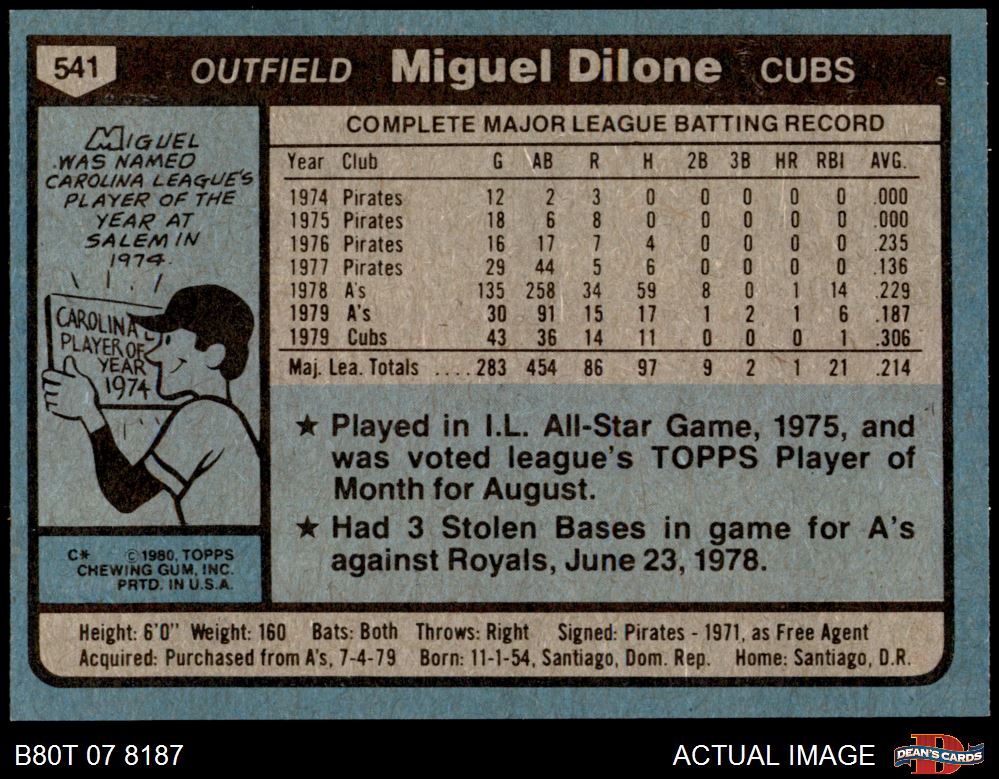 541 OUTFIELD Miguel Dilone CUBS
MIGUEL
WAS NAMED
CAROLINA LEAGUE'S
PLAYER OF THE
YEAR AT
SALEM IN
1974.
CAROLINA
PLAYER OF
YEAR
1974
C* © 1980, TOPPS
CHEWING GUM, INC.
PRTD. IN U.S.A.
COMPLETE MAJOR LEAGUE BATTING RECORD
Year Club G AB R H 2B 3B HR RBI AVG.
1974 Pirates 12 2 3 0 0 0 0 0 .000
1975 Pirates 18 6 8 0 0 0 0 0 .000
1976 Pirates 16 17 7 4 0 0 0 0 .235
1977 Pirates 29 44 5 6 0 0 0 0 .136
1978 A's 135 258 34 59 8 0 1 14 .229
1979 A's 30 91 15 17 1 2 1 6 .187
1979 Cubs 43 36 14 11 0 0 0 1 .306
Maj. Lea. Totals ....283 454 86 97 9 2 1 21 .214
★ Played in I.L. All-Star Game, 1975, and
was voted league's TOPPS Player of
Month for August.
★ Had 3 Stolen Bases in game for A's
against Royals, June 23, 1978.
Height: 6'0" Weight: 160 Bats: Both Throws: Right Signed: Pirates - 1971, as Free Agent
Acquired: Purchased from A's, 7-4-79 Born: 11-1-54, Santiago, Dom. Rep. Home: Santiago, D.R.
B80T 07 8187 ACTUAL IMAGE DEAN'S CARDS